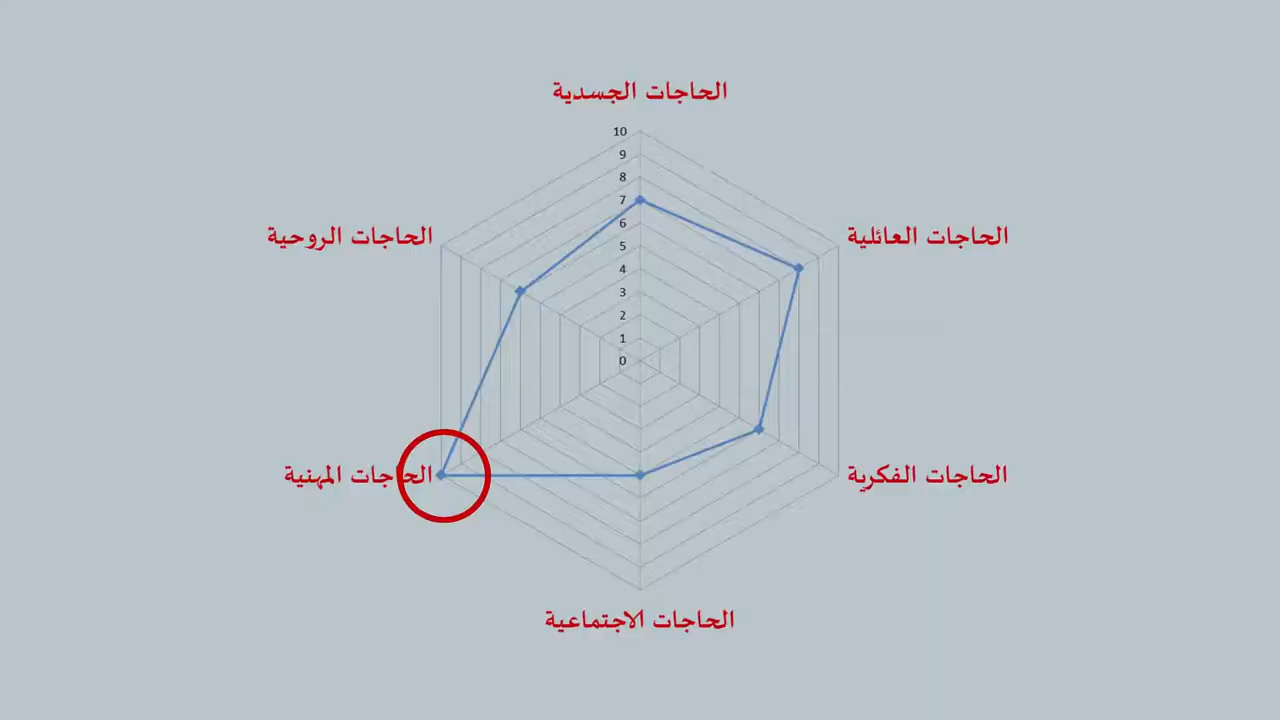 الحاجات الجسدية
10
9
8
7
6
5
4
3
2
1
0
الحاجات العائلية
الحاجات الروحية
الحاجات الفكرية
الحاجات المهنية
الحاجات الاجتماعية